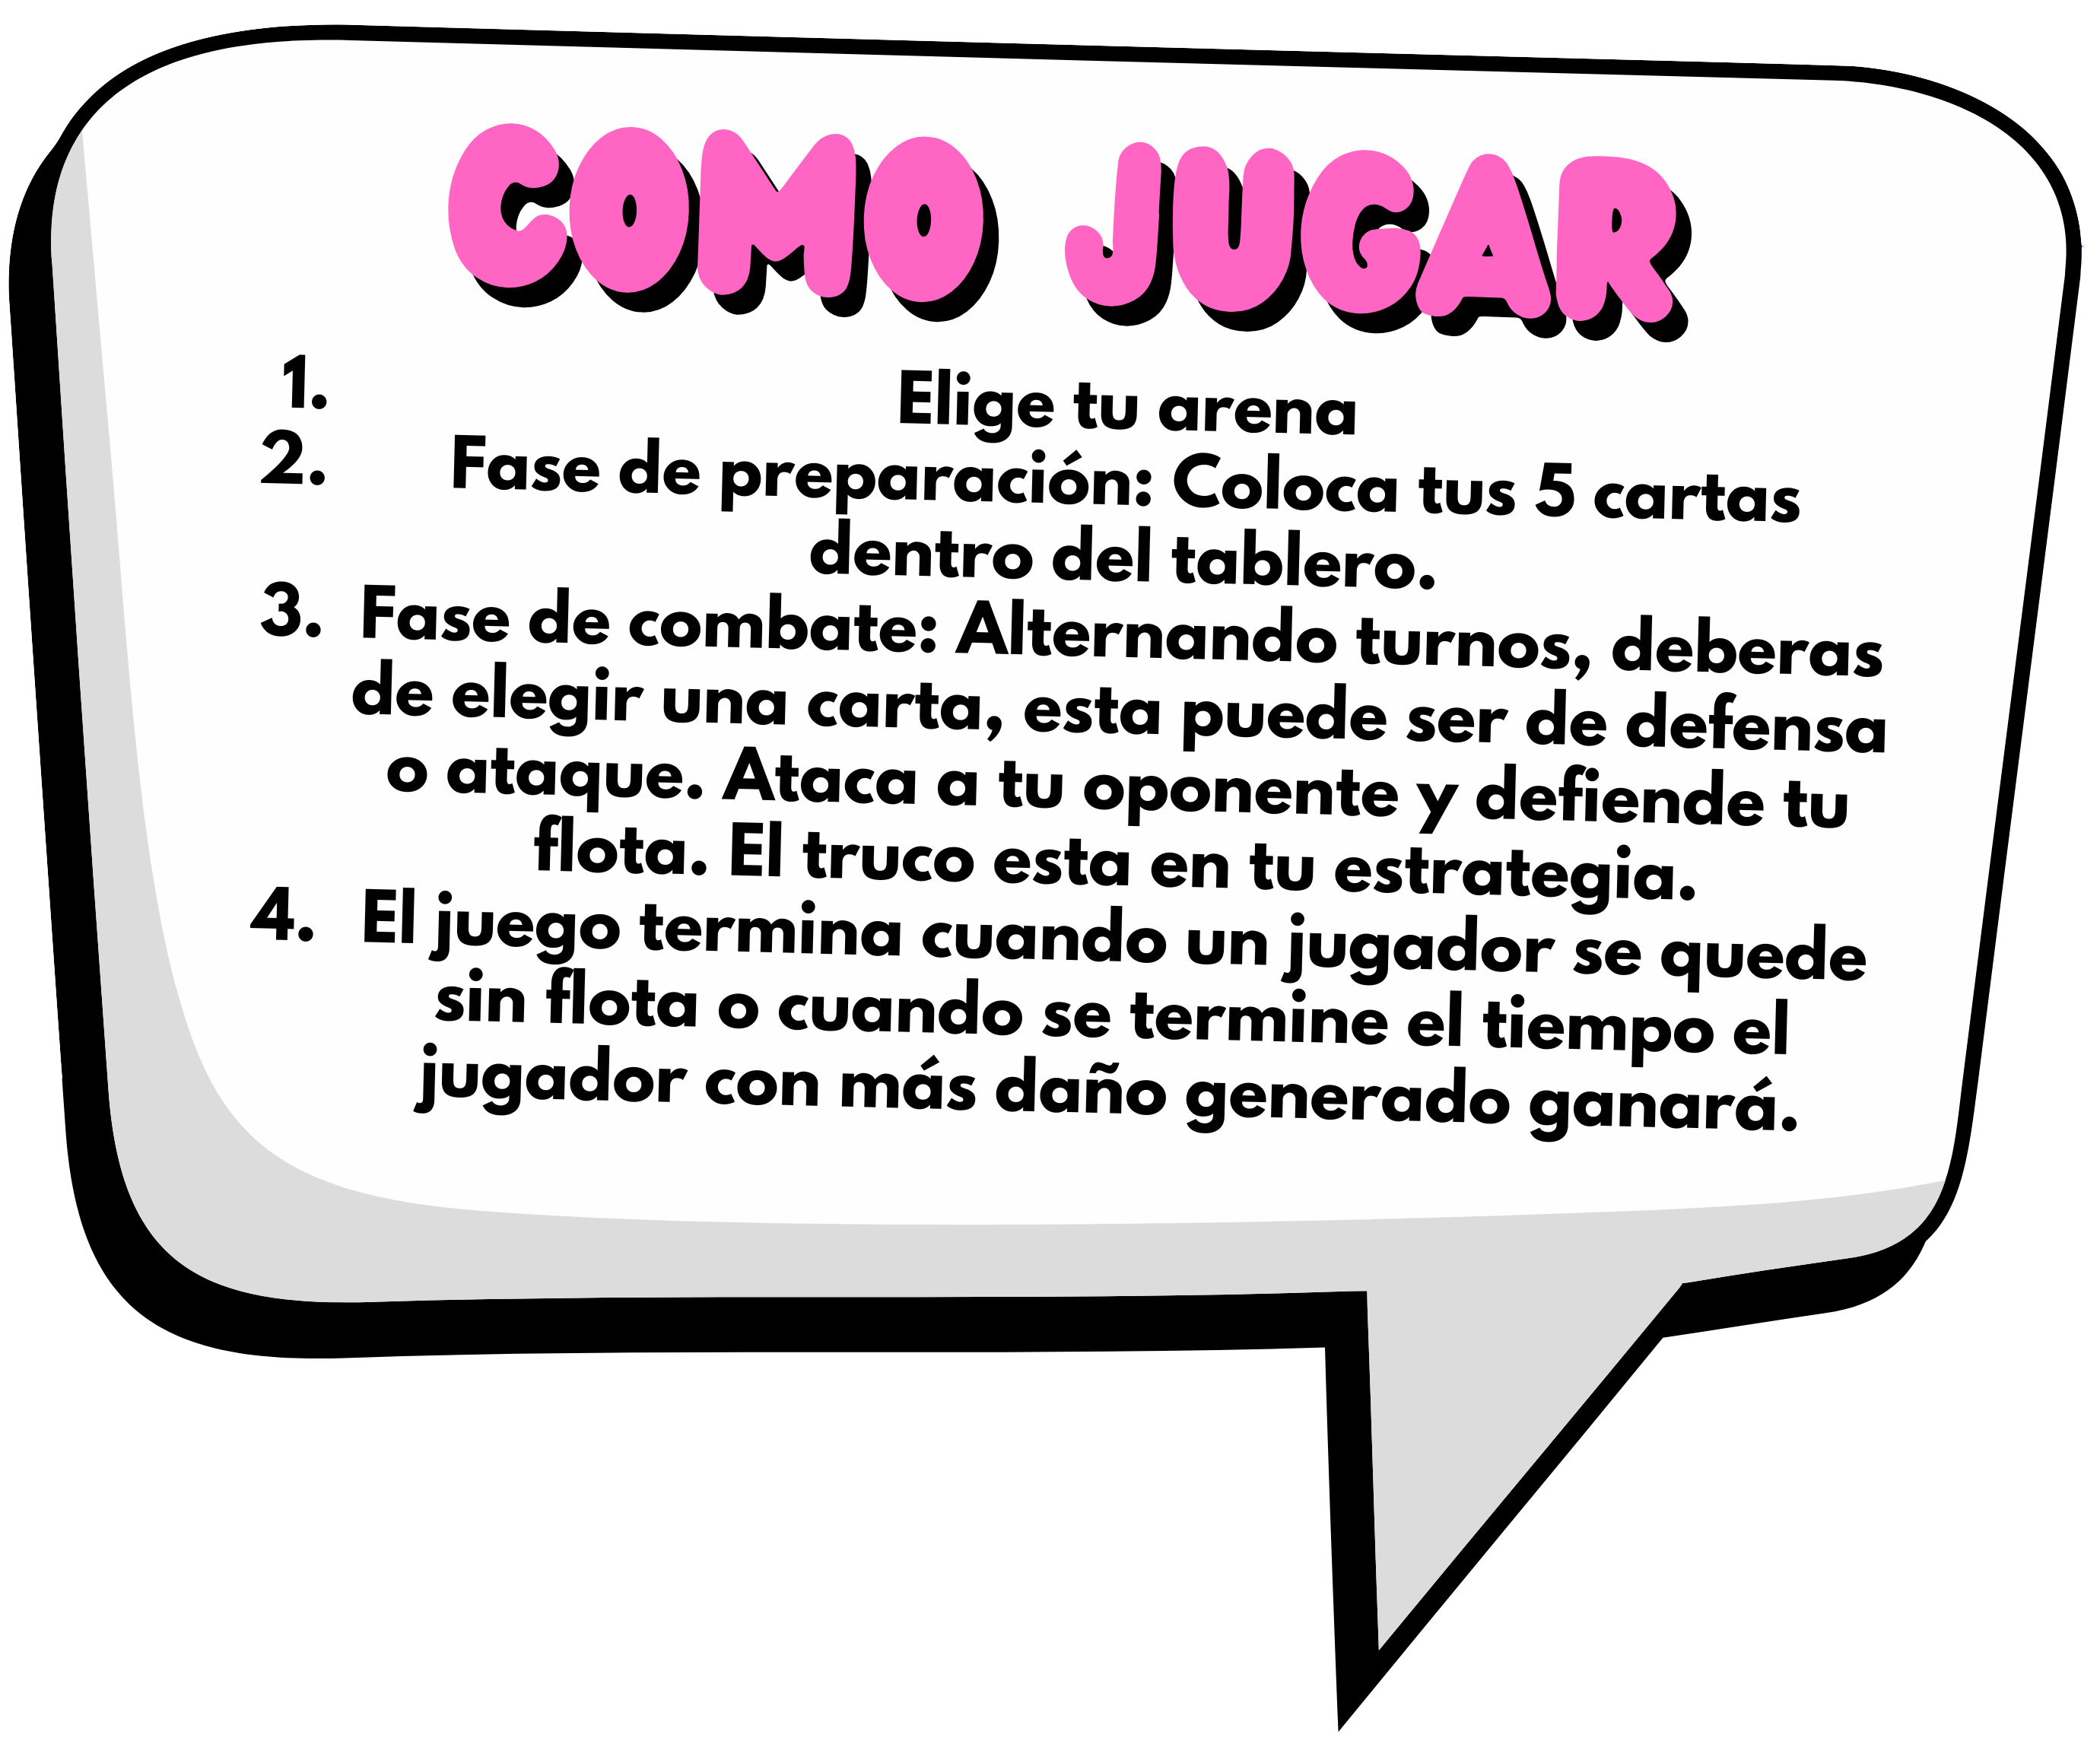 COMO JUGAR
1. Elige tu arena
2. Fase de preparación: Coloca tus 5 cartas
dentro del tablero.
3. Fase de combate: Alternando turnos, deberas
de elegir una carta, esta puede ser de defensa
o ataque. Ataca a tu oponente y defiende tu
flota. El truco esta en tu estrategia.
4. El juego termina cuando un jugador se quede
sin flota o cuando se termine el tiempo el
jugador con más daño generado ganará.